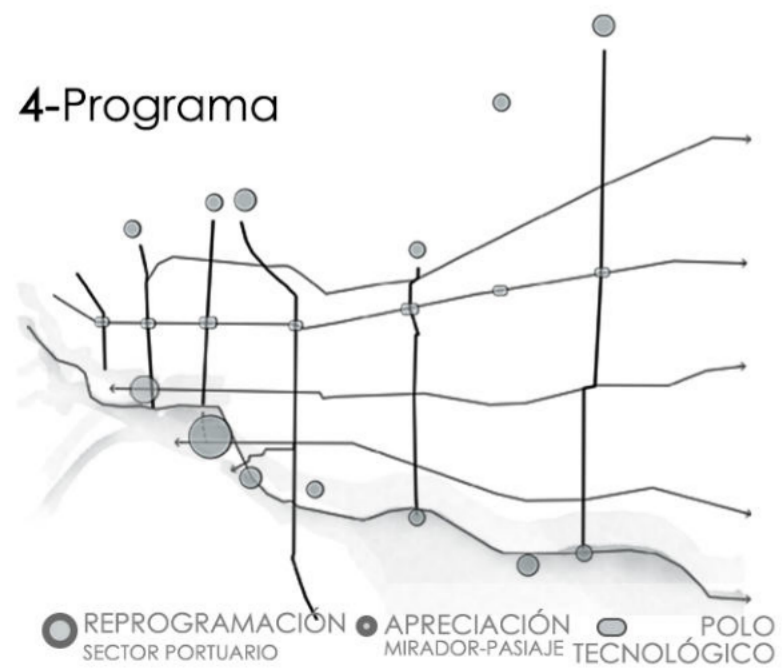 4-Programa
REPROGRAMACIÓN
SECTOR PORTUARIO
APRECIACIÓN
MIRADOR-PASIAJE
POLO
TECNOLÓGICO